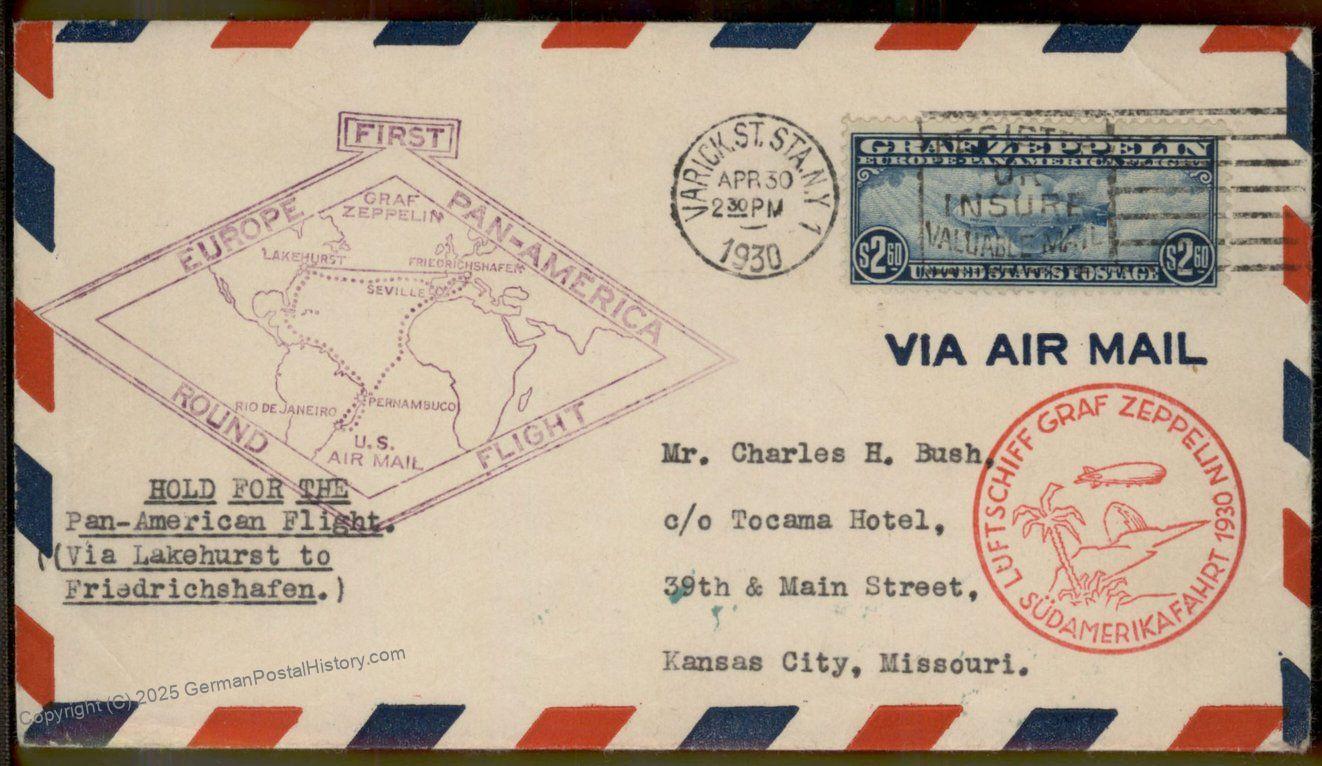 FIRST
EUROPE
PAN-AMERICA
GRAF
ZEPPELIN
LAKEHURST
FRIEDRICHSHAFEN
SEVILLE
RIO DE JANEIRO
PERNAMBUCO
U.S.
AIR MAIL
ROUND
FLIGHT
VARICK. ST. STA. N.Y. 1
APR 30
2 30 PM
1930
REGISTER
OR
INSURE
VALUABLE MAIL
GRAF ZEPPELIN
EUROPE-PAN-AMERICA FLIGHT
$2 60
UNITED STATES POSTAGE
$2 60
VIA AIR MAIL
LUFTSCHIFF GRAF ZEPPELIN 1930
SÜDAMERIKAFAHRT
HOLD FOR THE
Pan-American Flight.
((Via Lakehurst to
Friedrichshafen.)
Mr. Charles H. Bush,
c/o Tocama Hotel,
39th & Main Street,
Kansas City, Missouri.
Copyright (C) 2025 GermanPostalHistory.com